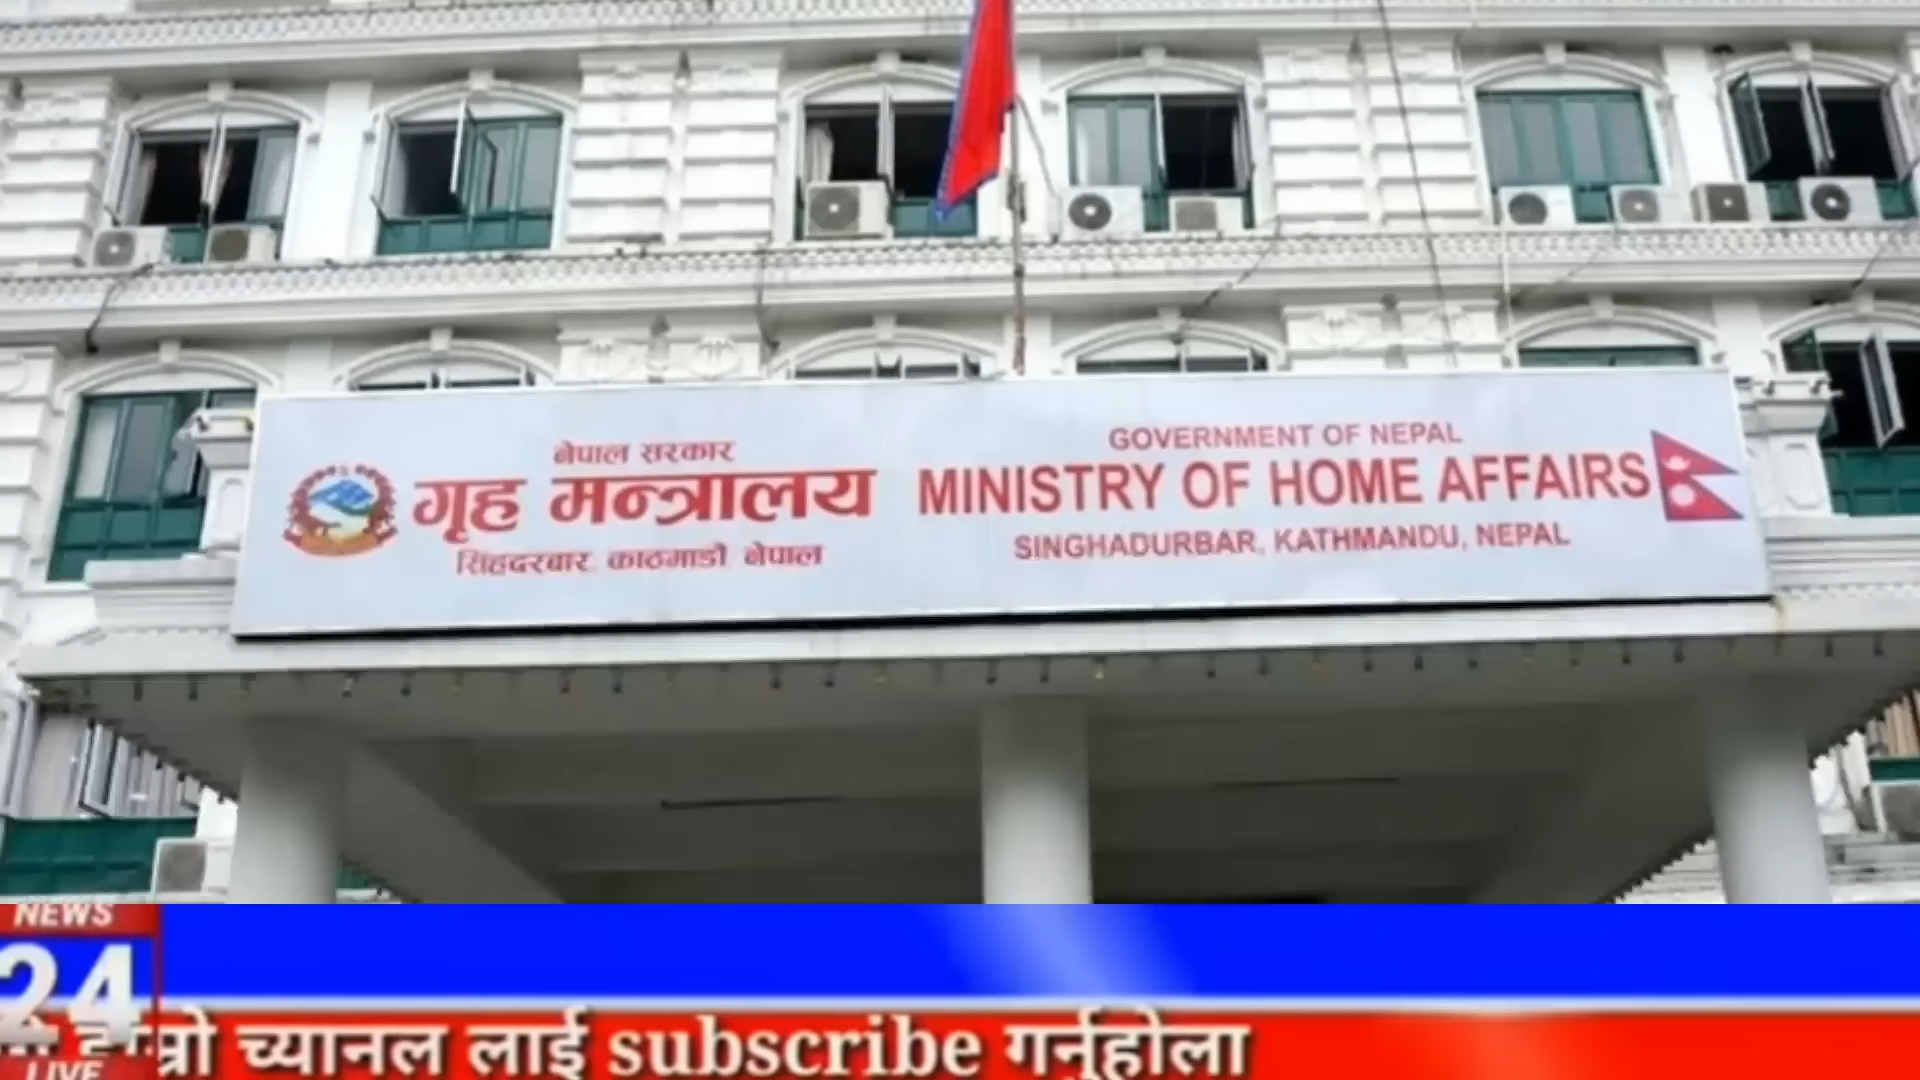 नेपाल सरकार
गृह मन्त्रालय
सिंहदरबार, काठमाडौं, नेपाल
GOVERNMENT OF NEPAL
MINISTRY OF HOME AFFAIRS
SINGHADURBAR, KATHMANDU, NEPAL
NEWS
24
LIVE
हाम्रो च्यानल लाई subscribe गर्नुहोला